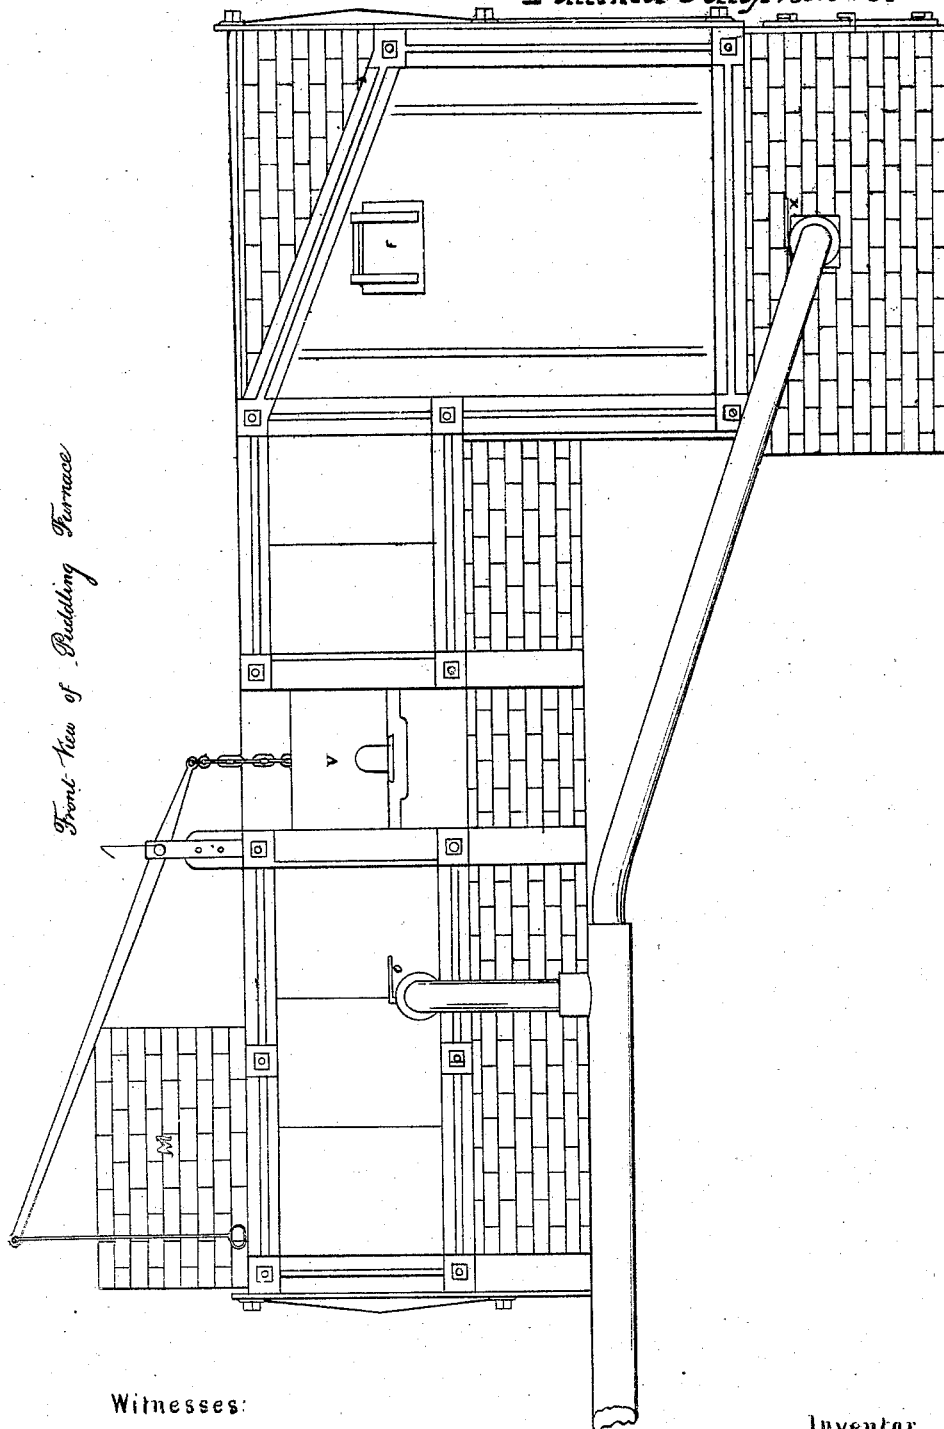 Front View of Puddling Furnace
F
X
V
o
M
Witnesses:
Inventor